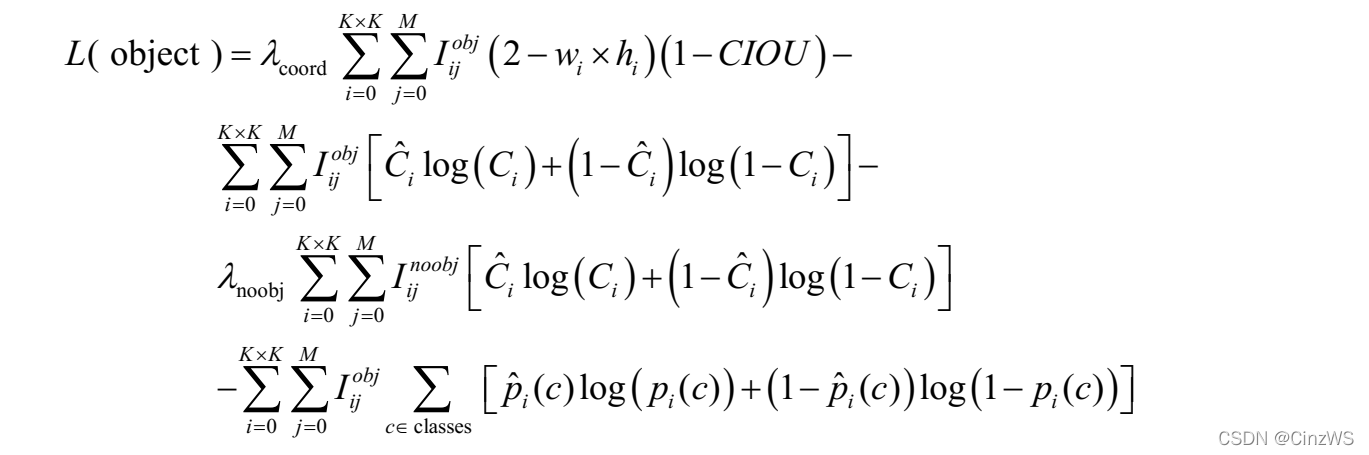 L( object ) = λ_coord ∑_{i=0}^{K×K} ∑_{j=0}^{M} I_{ij}^{obj} (2 − w_i × h_i)(1 − CIOU) −
∑_{i=0}^{K×K} ∑_{j=0}^{M} I_{ij}^{obj} [Ĉ_i log(C_i) + (1 − Ĉ_i) log(1 − C_i)] −
λ_noobj ∑_{i=0}^{K×K} ∑_{j=0}^{M} I_{ij}^{noobj} [Ĉ_i log(C_i) + (1 − Ĉ_i) log(1 − C_i)]
− ∑_{i=0}^{K×K} ∑_{j=0}^{M} I_{ij}^{obj} ∑_{c∈ classes} [p̂_i(c) log(p_i(c)) + (1 − p̂_i(c)) log(1 − p_i(c))]
CSDN @CinzWS